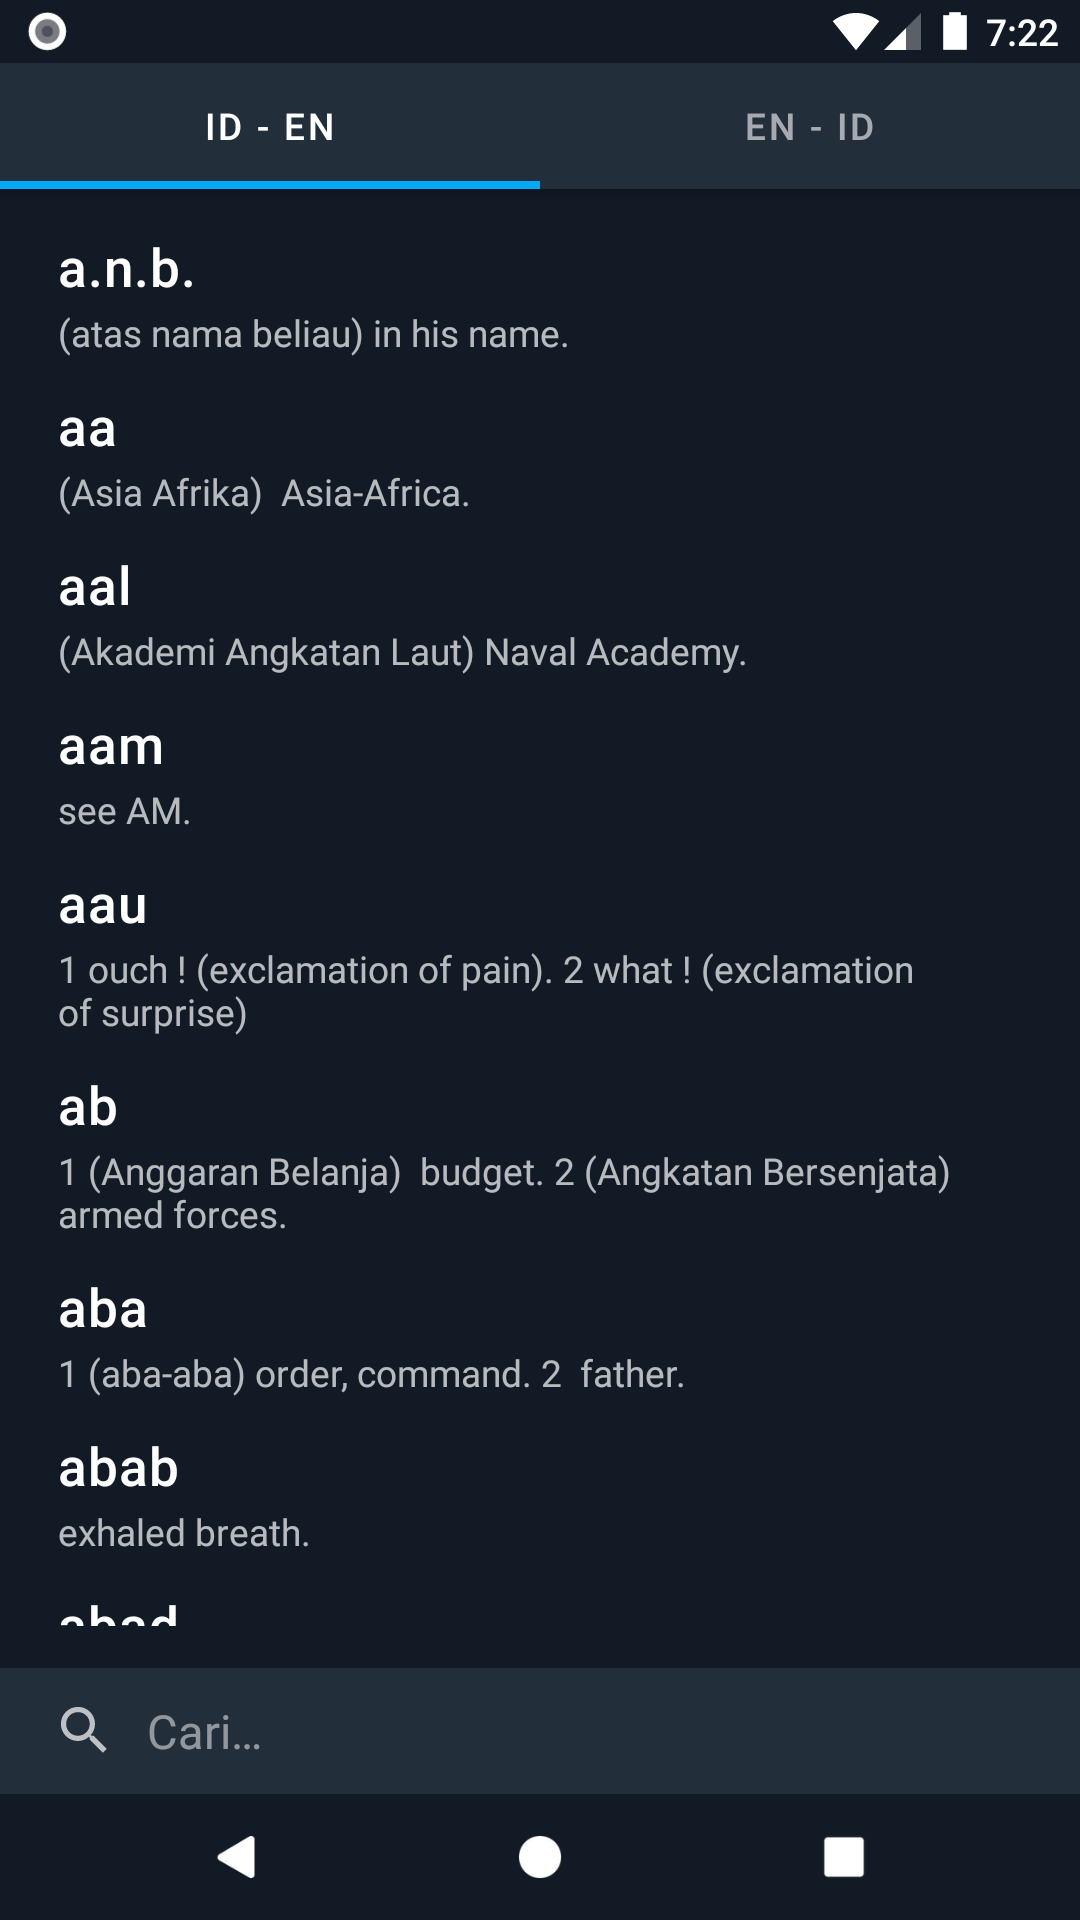 7:22
ID - EN
EN - ID
a.n.b.
(atas nama beliau) in his name.
aa
(Asia Afrika)  Asia-Africa.
aal
(Akademi Angkatan Laut) Naval Academy.
aam
see AM.
aau
1 ouch ! (exclamation of pain). 2 what ! (exclamation
of surprise)
ab
1 (Anggaran Belanja)  budget. 2 (Angkatan Bersenjata)
armed forces.
aba
1 (aba-aba) order, command. 2  father.
abab
exhaled breath.
abad
Cari...